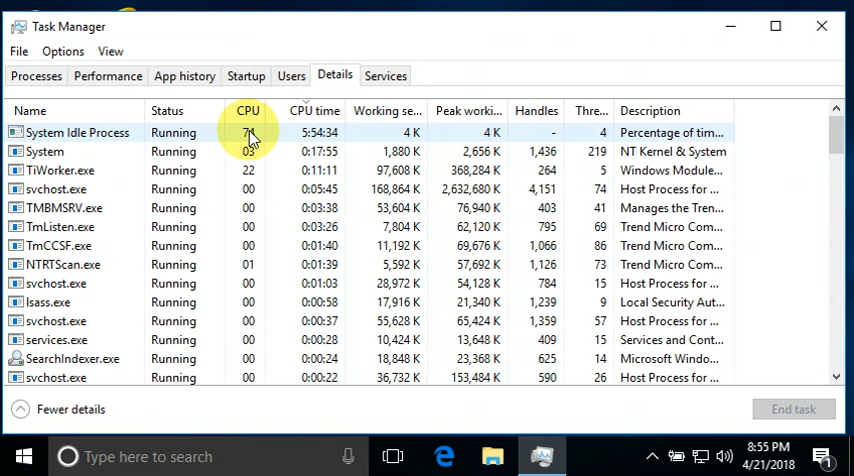 Task Manager
File Options View
Processes Performance App history Startup Users Details Services
Name Status CPU CPU time Working se... Peak worki... Handles Thre... Description
System Idle Process Running 74 5:54:34 4 K 4 K - 4 Percentage of tim...
System Running 03 0:17:55 1,880 K 2,656 K 1,436 219 NT Kernel & System
TiWorker.exe Running 22 0:11:11 97,608 K 368,284 K 264 5 Windows Module...
svchost.exe Running 00 0:05:45 168,864 K 2,632,680 K 4,151 74 Host Process for ...
TMBMSRV.exe Running 00 0:03:38 53,604 K 76,940 K 403 41 Manages the Tren...
TmListen.exe Running 00 0:03:26 7,804 K 62,120 K 795 69 Trend Micro Com...
TmCCSF.exe Running 00 0:01:40 11,192 K 69,676 K 1,066 86 Trend Micro Com...
NTRTScan.exe Running 01 0:01:39 5,592 K 57,692 K 1,126 73 Trend Micro Com...
svchost.exe Running 00 0:01:03 28,972 K 54,128 K 784 15 Host Process for ...
lsass.exe Running 00 0:00:58 17,916 K 21,340 K 1,239 9 Local Security Aut...
svchost.exe Running 00 0:00:37 55,628 K 65,424 K 1,359 57 Host Process for ...
services.exe Running 00 0:00:28 10,424 K 13,648 K 409 15 Services and Cont...
SearchIndexer.exe Running 00 0:00:24 18,848 K 23,368 K 625 14 Microsoft Windo...
svchost.exe Running 00 0:00:22 36,732 K 153,484 K 590 26 Host Process for ...
Fewer details End task
Type here to search 8:55 PM
4/21/2018 1